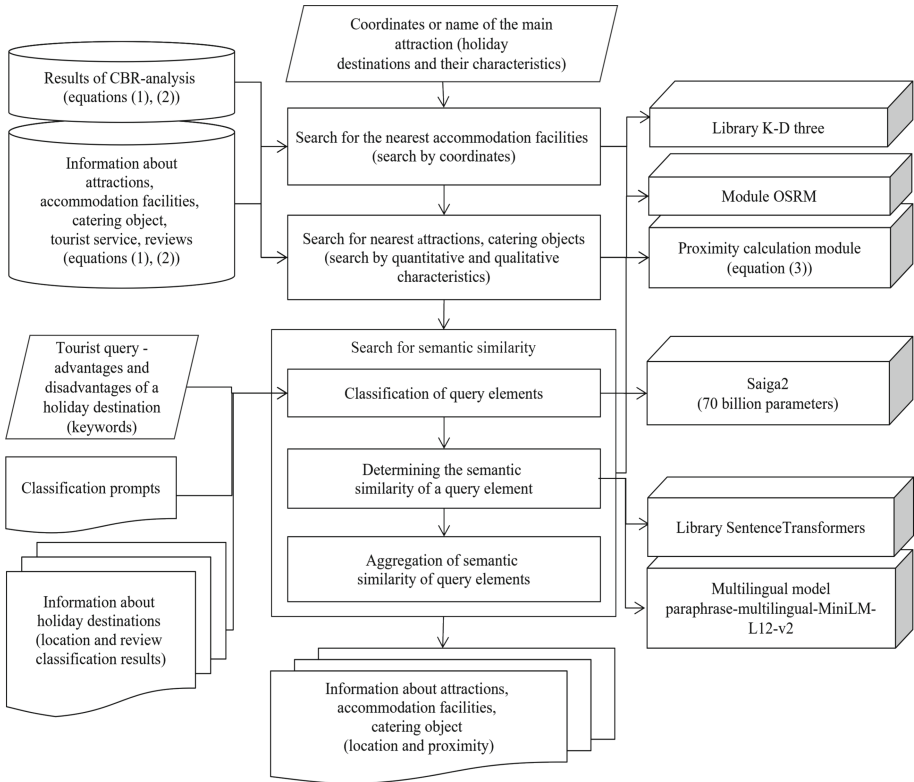 Coordinates or name of the main
attraction (holiday
destinations and their characteristics)
Results of CBR-analysis
(equations (1), (2))
Information about
attractions,
accommodation facilities,
catering object,
tourist service, reviews
(equations (1), (2))
Search for the nearest accommodation facilities
(search by coordinates)
Search for nearest attractions, catering objects
(search by quantitative and qualitative
characteristics)
Library K-D three
Module OSRM
Proximity calculation module
(equation (3))
Tourist query -
advantages and
disadvantages of a
holiday destination
(keywords)
Classification prompts
Information about
holiday destinations
(location and review
classification results)
Search for semantic similarity
Classification of query elements
Determining the semantic
similarity of a query element
Aggregation of semantic
similarity of query elements
Saiga2
(70 billion parameters)
Library SentenceTransformers
Multilingual model
paraphrase-multilingual-MiniLM-
L12-v2
Information about attractions,
accommodation facilities,
catering object
(location and proximity)